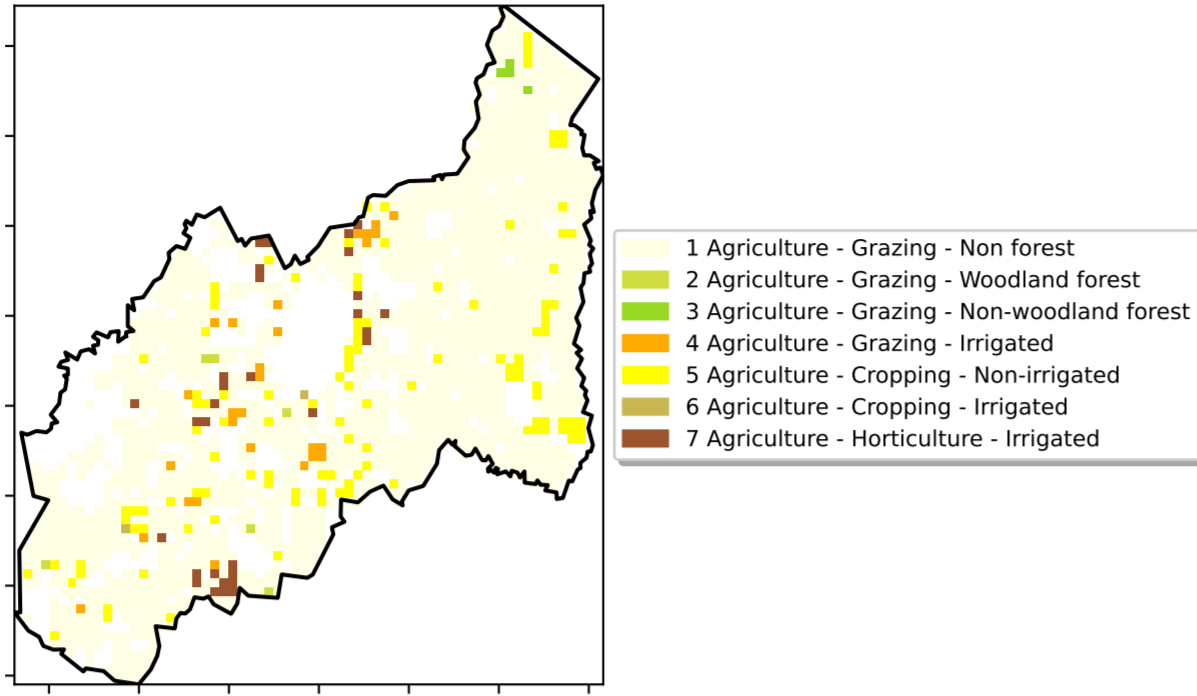 1 Agriculture - Grazing - Non forest
2 Agriculture - Grazing - Woodland forest
3 Agriculture - Grazing - Non-woodland forest
4 Agriculture - Grazing - Irrigated
5 Agriculture - Cropping - Non-irrigated
6 Agriculture - Cropping - Irrigated
7 Agriculture - Horticulture - Irrigated